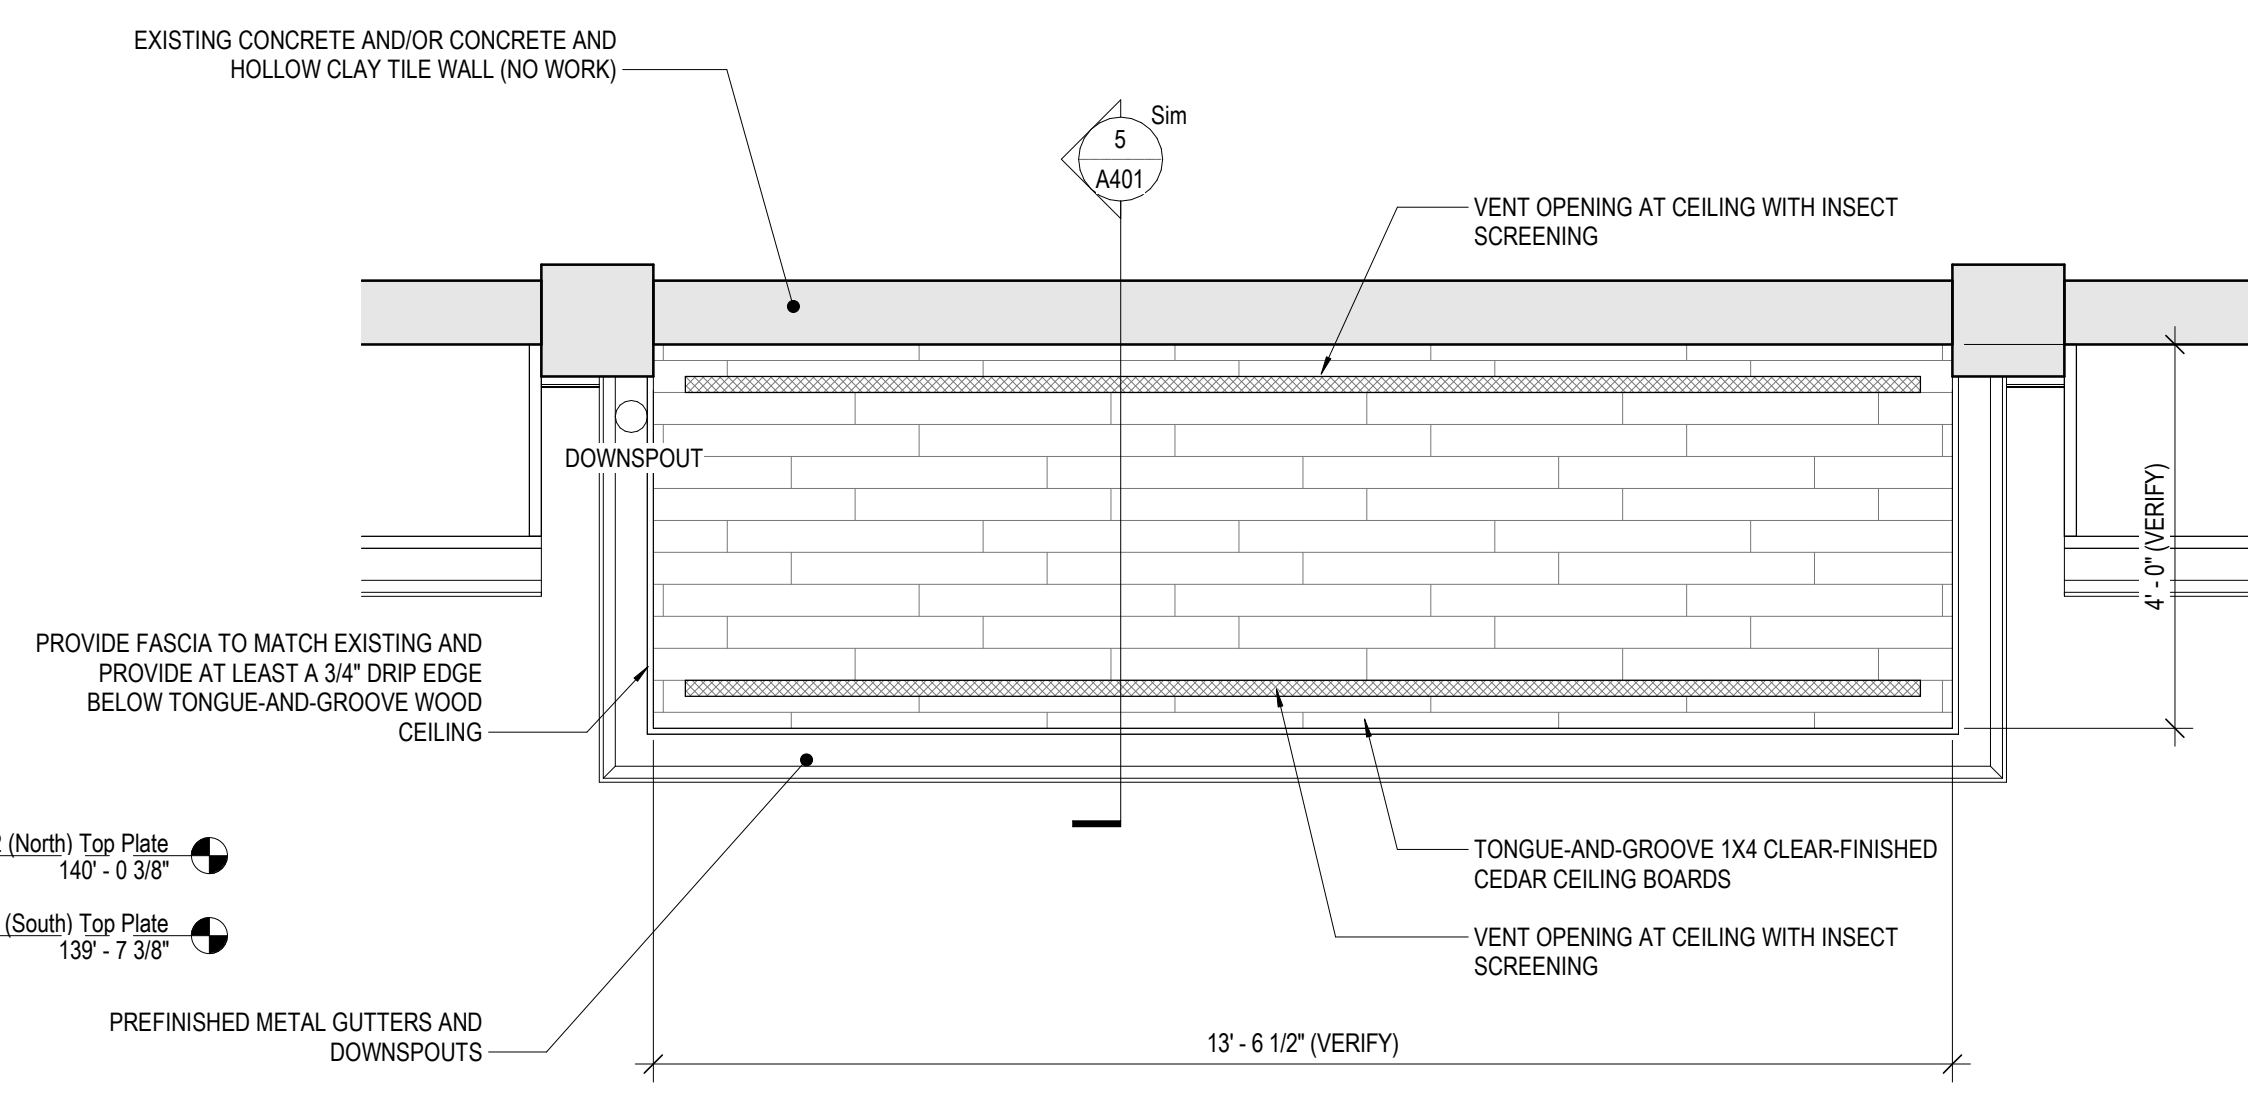 EXISTING CONCRETE AND/OR CONCRETE AND
HOLLOW CLAY TILE WALL (NO WORK)
Sim
5
A401
VENT OPENING AT CEILING WITH INSECT
SCREENING
DOWNSPOUT
4' - 0" (VERIFY)
PROVIDE FASCIA TO MATCH EXISTING AND
PROVIDE AT LEAST A 3/4" DRIP EDGE
BELOW TONGUE-AND-GROOVE WOOD
CEILING
(North) Top Plate
140' - 0 3/8"
(South) Top Plate
139' - 7 3/8"
TONGUE-AND-GROOVE 1X4 CLEAR-FINISHED
CEDAR CEILING BOARDS
VENT OPENING AT CEILING WITH INSECT
SCREENING
PREFINISHED METAL GUTTERS AND
DOWNSPOUTS
13' - 6 1/2" (VERIFY)